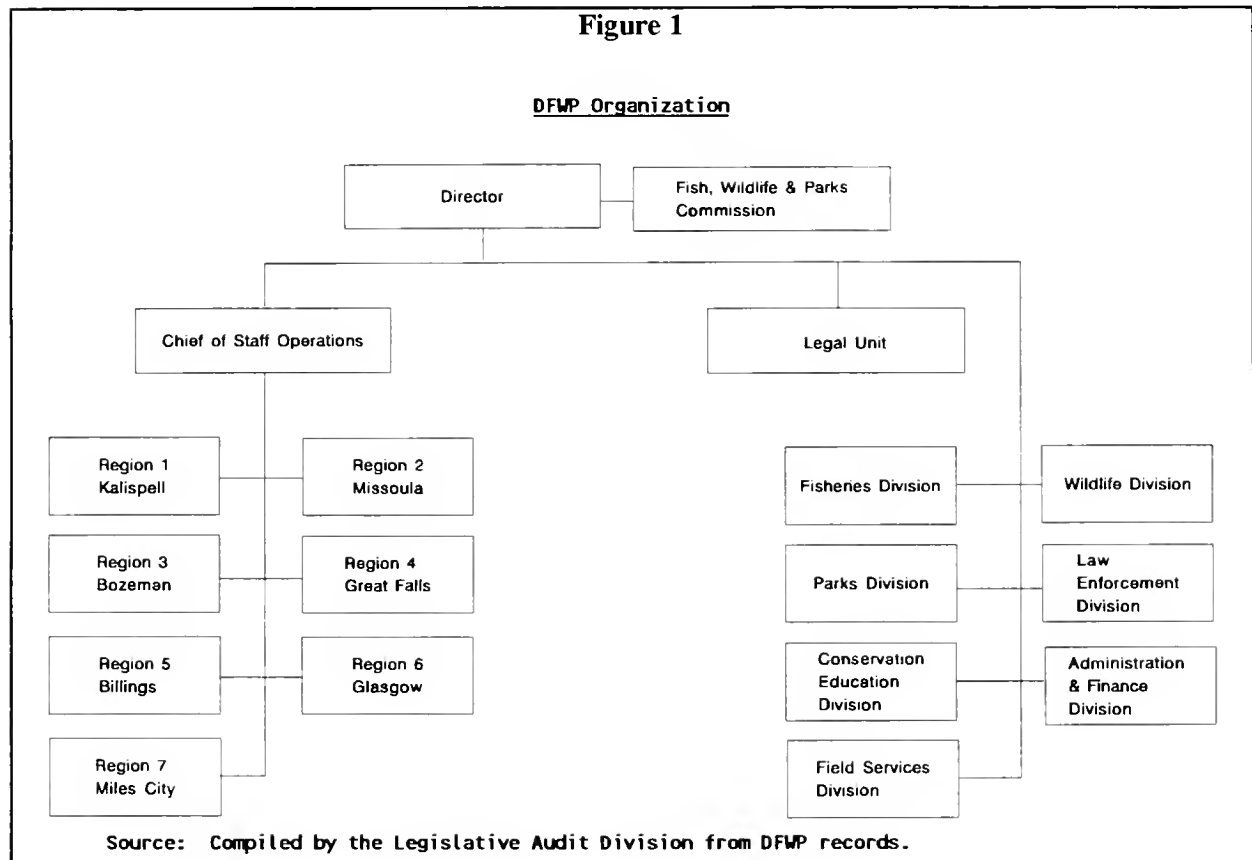 Figure 1
DFWP Organization
Director
Fish, Wildlife & Parks
Commission
Chief of Staff Operations
Legal Unit
Region 1
Kalispell
Region 2
Missoula
Region 3
Bozeman
Region 4
Great Falls
Region 5
Billings
Region 6
Glasgow
Region 7
Miles City
Fisheries Division
Wildlife Division
Parks Division
Law
Enforcement
Division
Conservation
Education
Division
Administration
& Finance
Division
Field Services
Division
Source: Compiled by the Legislative Audit Division from DFWP records.